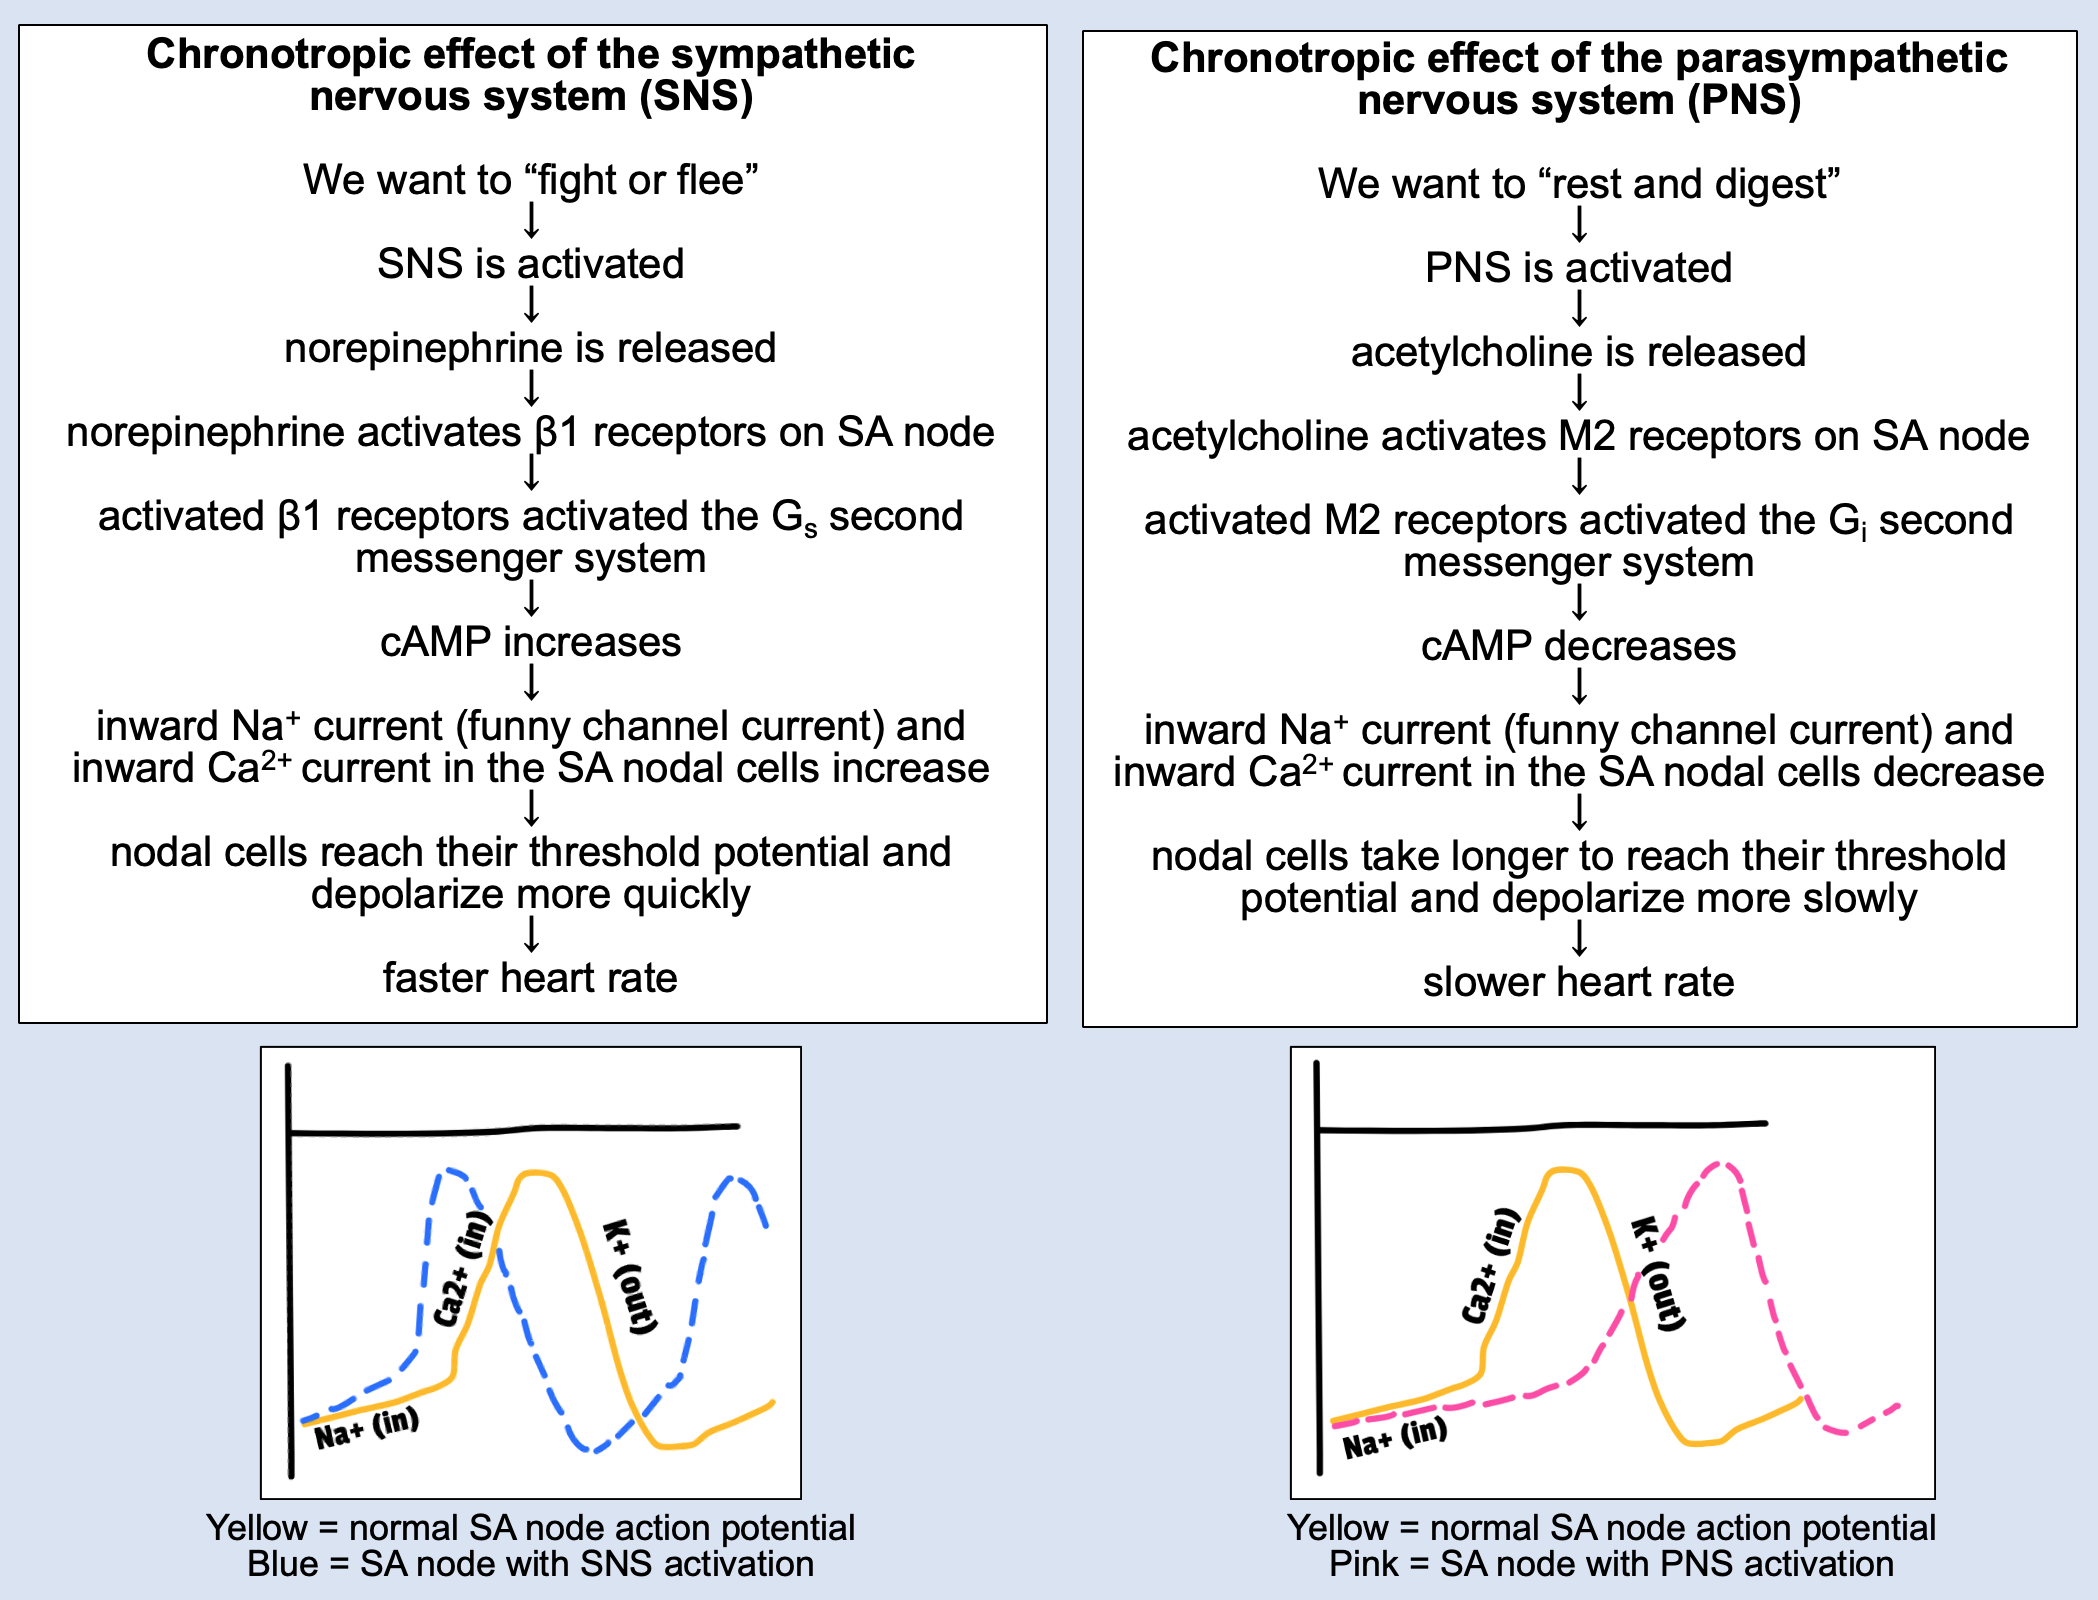 Chronotropic effect of the sympathetic
nervous system (SNS)
We want to “fight or flee”
↓
SNS is activated
↓
norepinephrine is released
↓
norepinephrine activates β1 receptors on SA node
↓
activated β1 receptors activated the Gₛ second
messenger system
↓
cAMP increases
↓
inward Na⁺ current (funny channel current) and
inward Ca²⁺ current in the SA nodal cells increase
↓
nodal cells reach their threshold potential and
depolarize more quickly
↓
faster heart rate
Ca2+ (in)
K+ (out)
Na+ (in)
Yellow = normal SA node action potential
Blue = SA node with SNS activation
Chronotropic effect of the parasympathetic
nervous system (PNS)
We want to “rest and digest”
↓
PNS is activated
↓
acetylcholine is released
↓
acetylcholine activates M2 receptors on SA node
↓
activated M2 receptors activated the Gᵢ second
messenger system
↓
cAMP decreases
↓
inward Na⁺ current (funny channel current) and
inward Ca²⁺ current in the SA nodal cells decrease
↓
nodal cells take longer to reach their threshold
potential and depolarize more slowly
↓
slower heart rate
Ca2+ (in)
K+ (out)
Na+ (in)
Yellow = normal SA node action potential
Pink = SA node with PNS activation